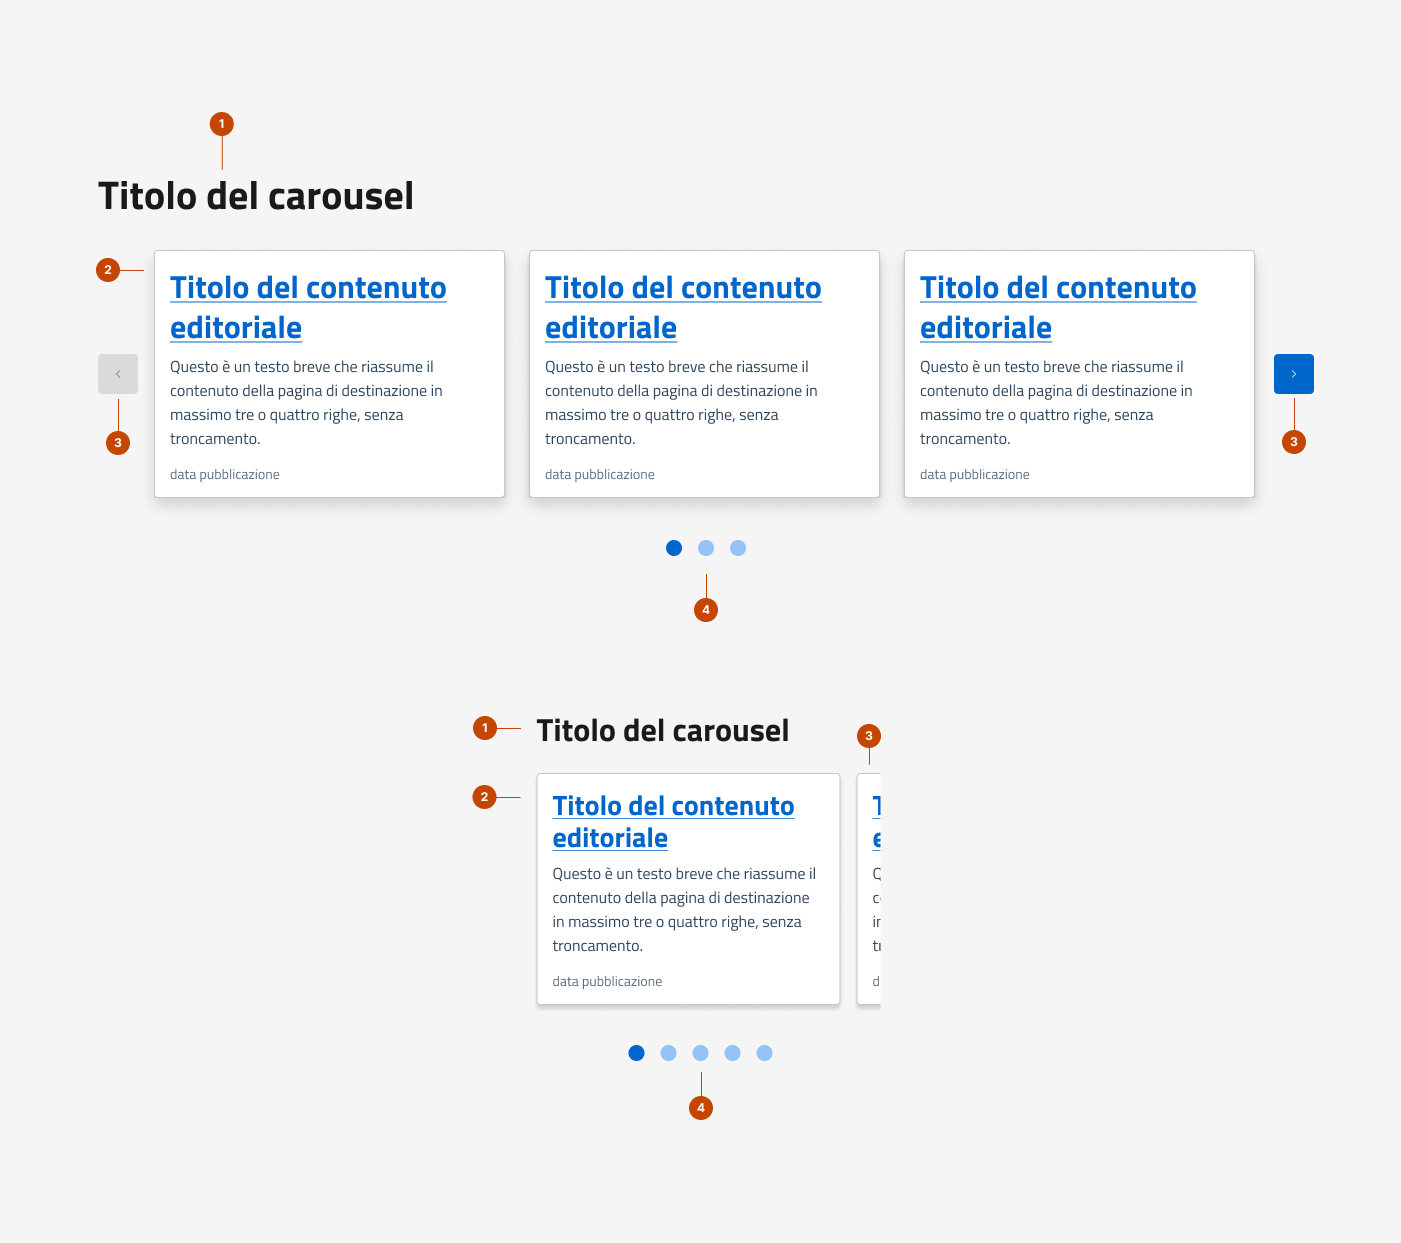 1
Titolo del carousel
2
Titolo del contenuto
editoriale
Questo è un testo breve che riassume il
contenuto della pagina di destinazione in
massimo tre o quattro righe, senza
troncamento.
data pubblicazione
Titolo del contenuto
editoriale
Questo è un testo breve che riassume il
contenuto della pagina di destinazione in
massimo tre o quattro righe, senza
troncamento.
data pubblicazione
Titolo del contenuto
editoriale
Questo è un testo breve che riassume il
contenuto della pagina di destinazione in
massimo tre o quattro righe, senza
troncamento.
data pubblicazione
3
3
4
1
Titolo del carousel
3
2
Titolo del contenuto
editoriale
Questo è un testo breve che riassume il
contenuto della pagina di destinazione
in massimo tre o quattro righe, senza
troncamento.
data pubblicazione
4